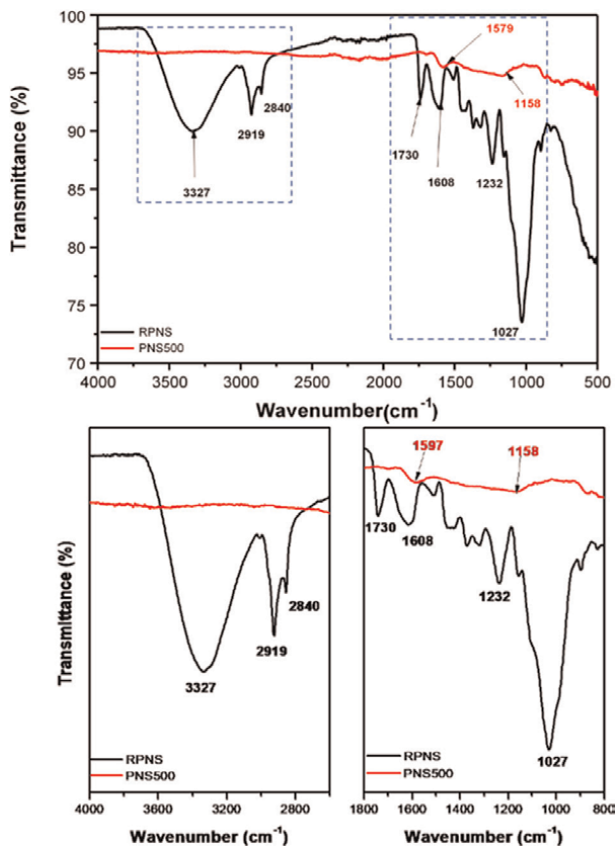 100
95
90
85
80
75
70
Transmittance (%)
3327
2919
2840
1730
1608
1579
1158
1232
1027
RPNS
PNS500
4000 3500 3000 2500 2000 1500 1000 500
Wavenumber(cm⁻¹)
Transmittance (%)
3327
2919
2840
RPNS
PNS500
4000 3600 3200 2800
Wavenumber (cm⁻¹)
1597
1158
1730
1608
1232
1027
RPNS
PNS500
1800 1600 1400 1200 1000 800
Wavenumber (cm⁻¹)